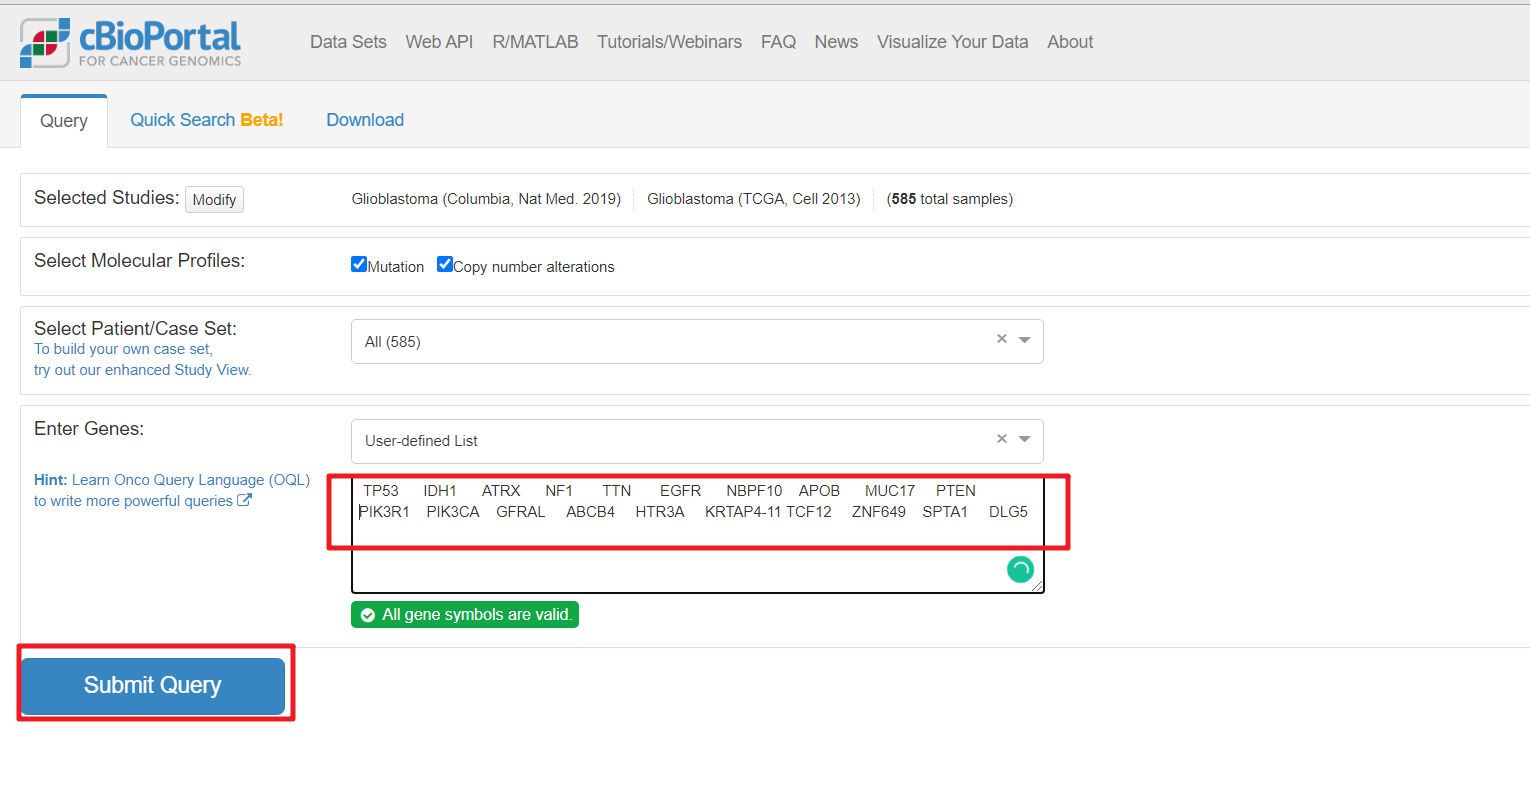 cBioPortal
FOR CANCER GENOMICS
Data Sets Web API R/MATLAB Tutorials/Webinars FAQ News Visualize Your Data About
Query Quick Search Beta! Download
Selected Studies: Modify Glioblastoma (Columbia, Nat Med. 2019) Glioblastoma (TCGA, Cell 2013) (585 total samples)
Select Molecular Profiles: Mutation Copy number alterations
Select Patient/Case Set:
To build your own case set,
try out our enhanced Study View.
All (585)
Enter Genes:
User-defined List
Hint: Learn Onco Query Language (OQL)
to write more powerful queries
TP53 IDH1 ATRX NF1 TTN EGFR NBPF10 APOB MUC17 PTEN
PIK3R1 PIK3CA GFRAL ABCB4 HTR3A KRTAP4-11 TCF12 ZNF649 SPTA1 DLG5
All gene symbols are valid.
Submit Query